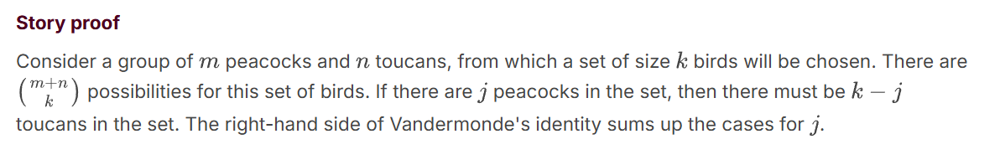 Story proof
Consider a group of m peacocks and n toucans, from which a set of size k birds will be chosen. There are
\binom{m+n}{k} possibilities for this set of birds. If there are j peacocks in the set, then there must be k − j
toucans in the set. The right-hand side of Vandermonde's identity sums up the cases for j.